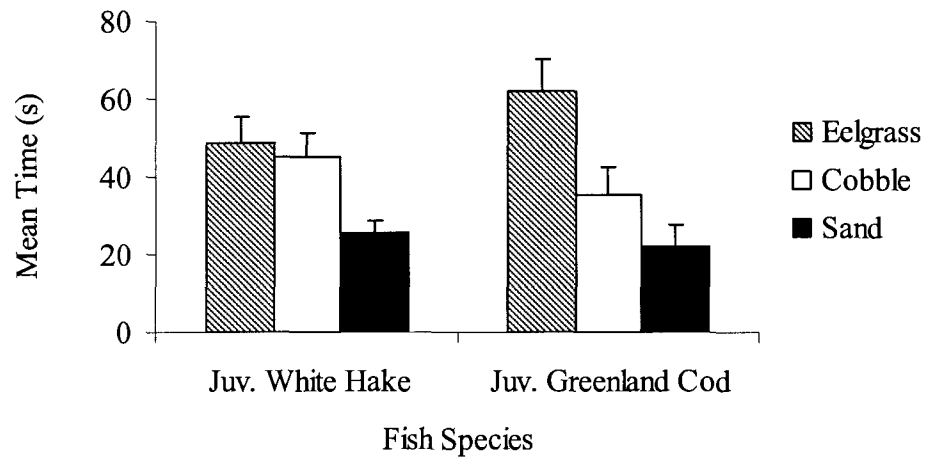 80
60
40
20
0
Mean Time (s)
Juv. White Hake
Juv. Greenland Cod
Fish Species
Eelgrass
Cobble
Sand